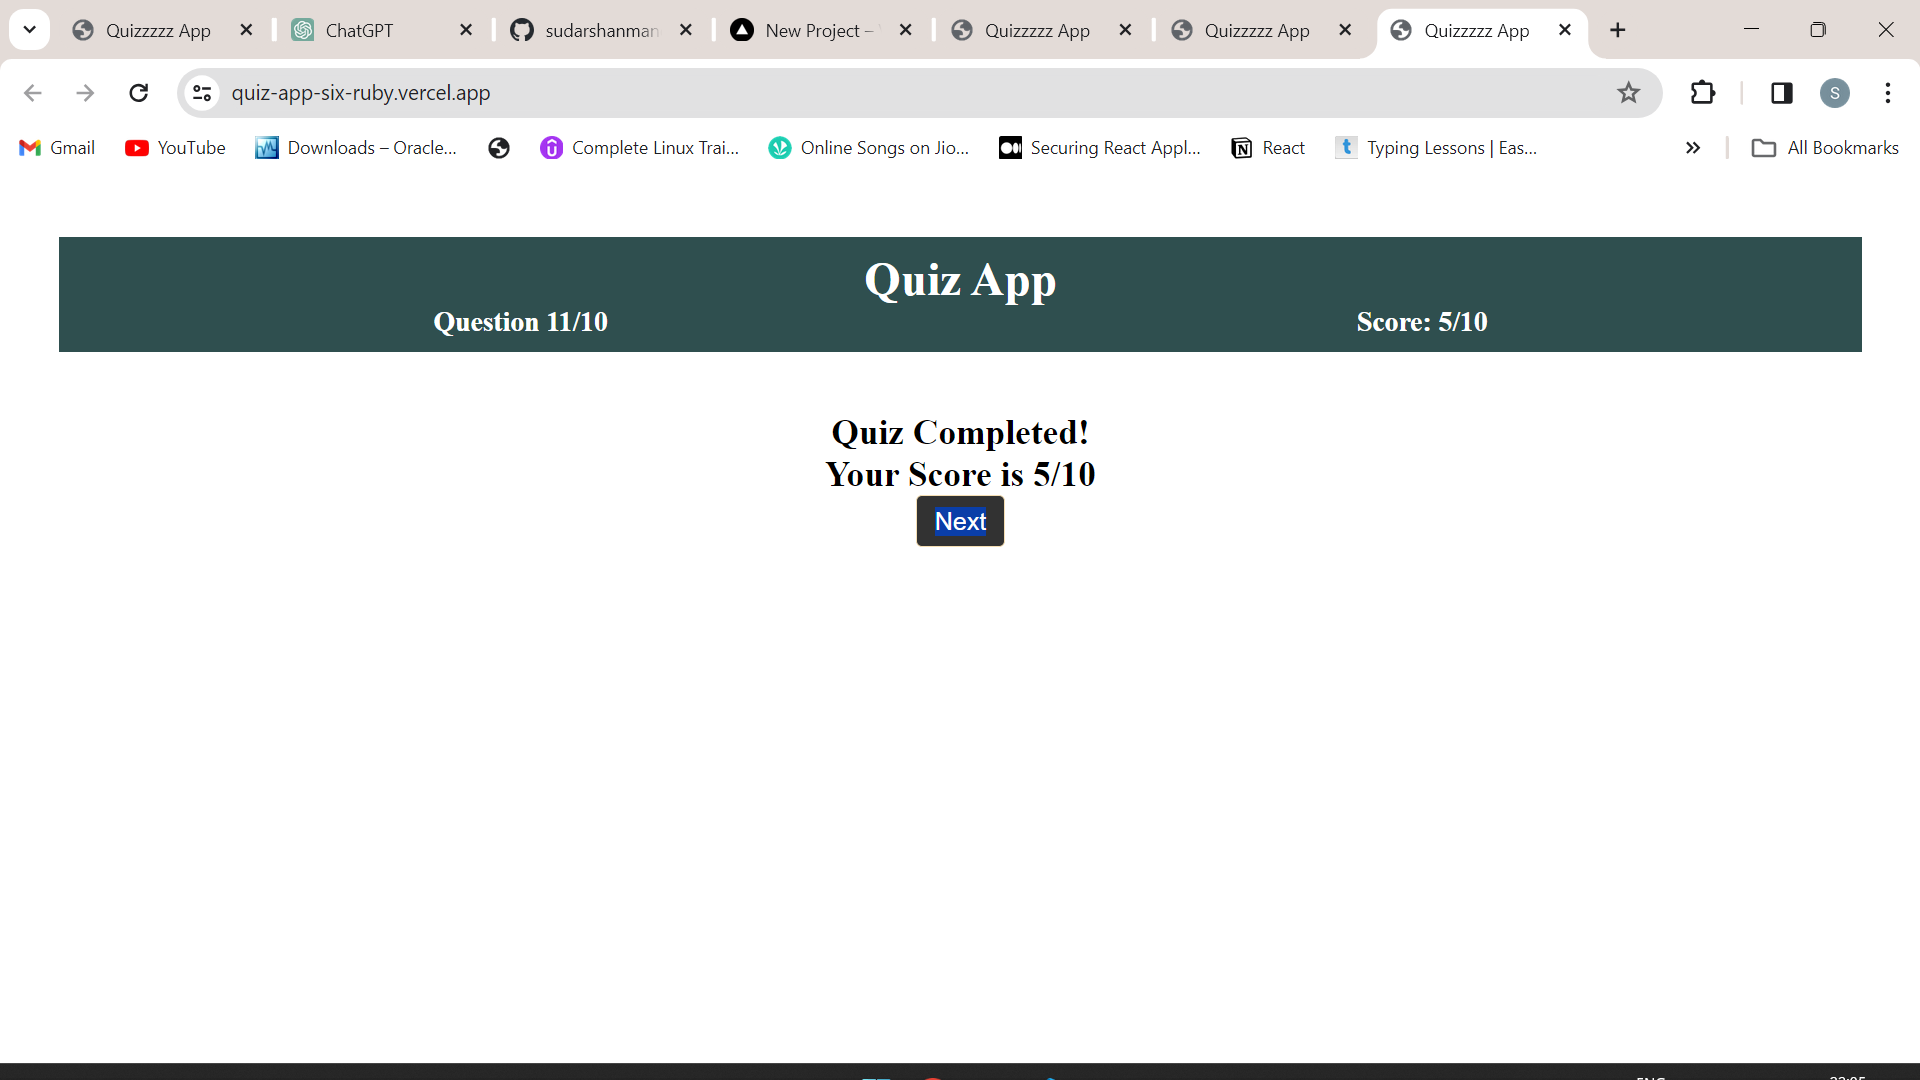 Quizzzzz App
ChatGPT
sudarshanman
New Project –
Quizzzzz App
Quizzzzz App
Quizzzzz App
quiz-app-six-ruby.vercel.app
S
Gmail
YouTube
Downloads – Oracle...
Complete Linux Trai...
Online Songs on Jio...
Securing React Appl...
React
Typing Lessons | Eas...
All Bookmarks
Quiz App
Question 11/10
Score: 5/10
Quiz Completed!
Your Score is 5/10
Next